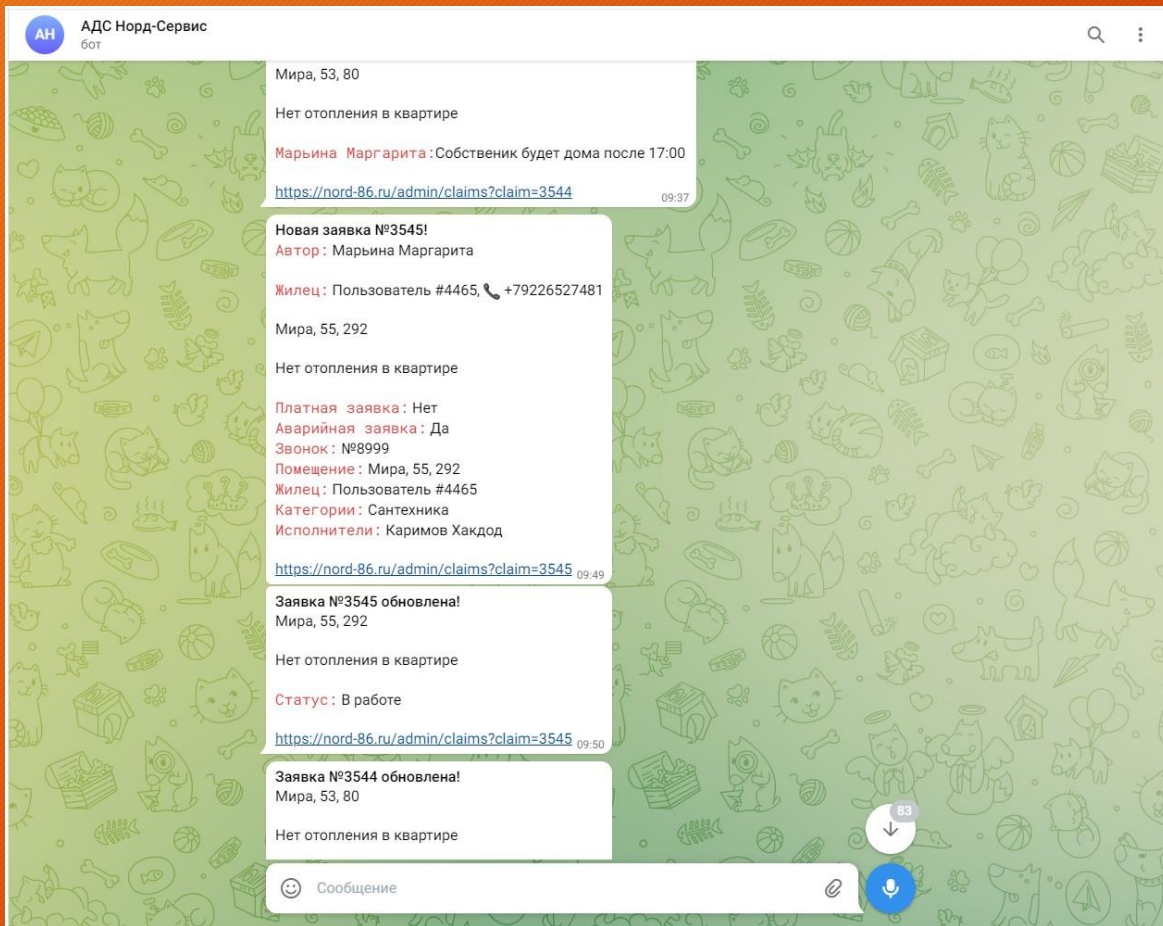 АН
АДС Норд-Сервис
бот
Мира, 53, 80
Нет отопления в квартире
Марьина Маргарита:Собственик будет дома после 17:00
https://nord-86.ru/admin/claims?claim=3544 09:37
Новая заявка №3545!
Автор: Марьина Маргарита
Жилец: Пользователь #4465, 📞 +79226527481
Мира, 55, 292
Нет отопления в квартире
Платная заявка: Нет
Аварийная заявка: Да
Звонок: №8999
Помещение: Мира, 55, 292
Жилец: Пользователь #4465
Категории: Сантехника
Исполнители: Каримов Хакдод
https://nord-86.ru/admin/claims?claim=3545 09:49
Заявка №3545 обновлена!
Мира, 55, 292
Нет отопления в квартире
Статус: В работе
https://nord-86.ru/admin/claims?claim=3545 09:50
Заявка №3544 обновлена!
Мира, 53, 80
Нет отопления в квартире
83
Сообщение